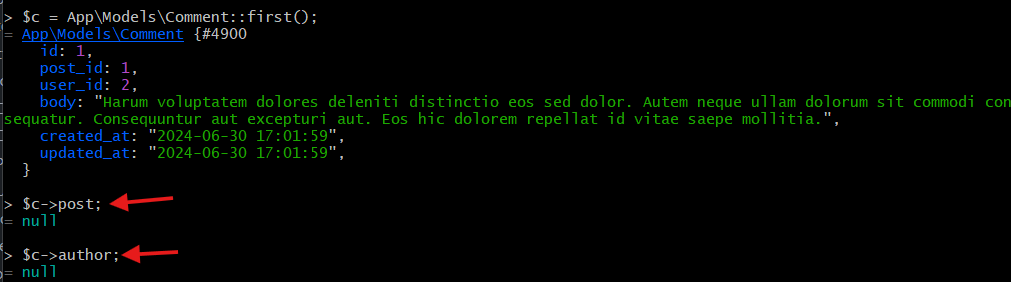 > $c = App\Models\Comment::first();
= App\Models\Comment {#4900
id: 1,
post_id: 1,
user_id: 2,
body: "Harum voluptatem dolores deleniti distinctio eos sed dolor. Autem neque ullam dolorum sit commodi con
sequatur. Consequuntur aut excepturi aut. Eos hic dolorem repellat id vitae saepe mollitia.",
created_at: "2024-06-30 17:01:59",
updated_at: "2024-06-30 17:01:59",
}
> $c->post;
= null
> $c->author;
= null